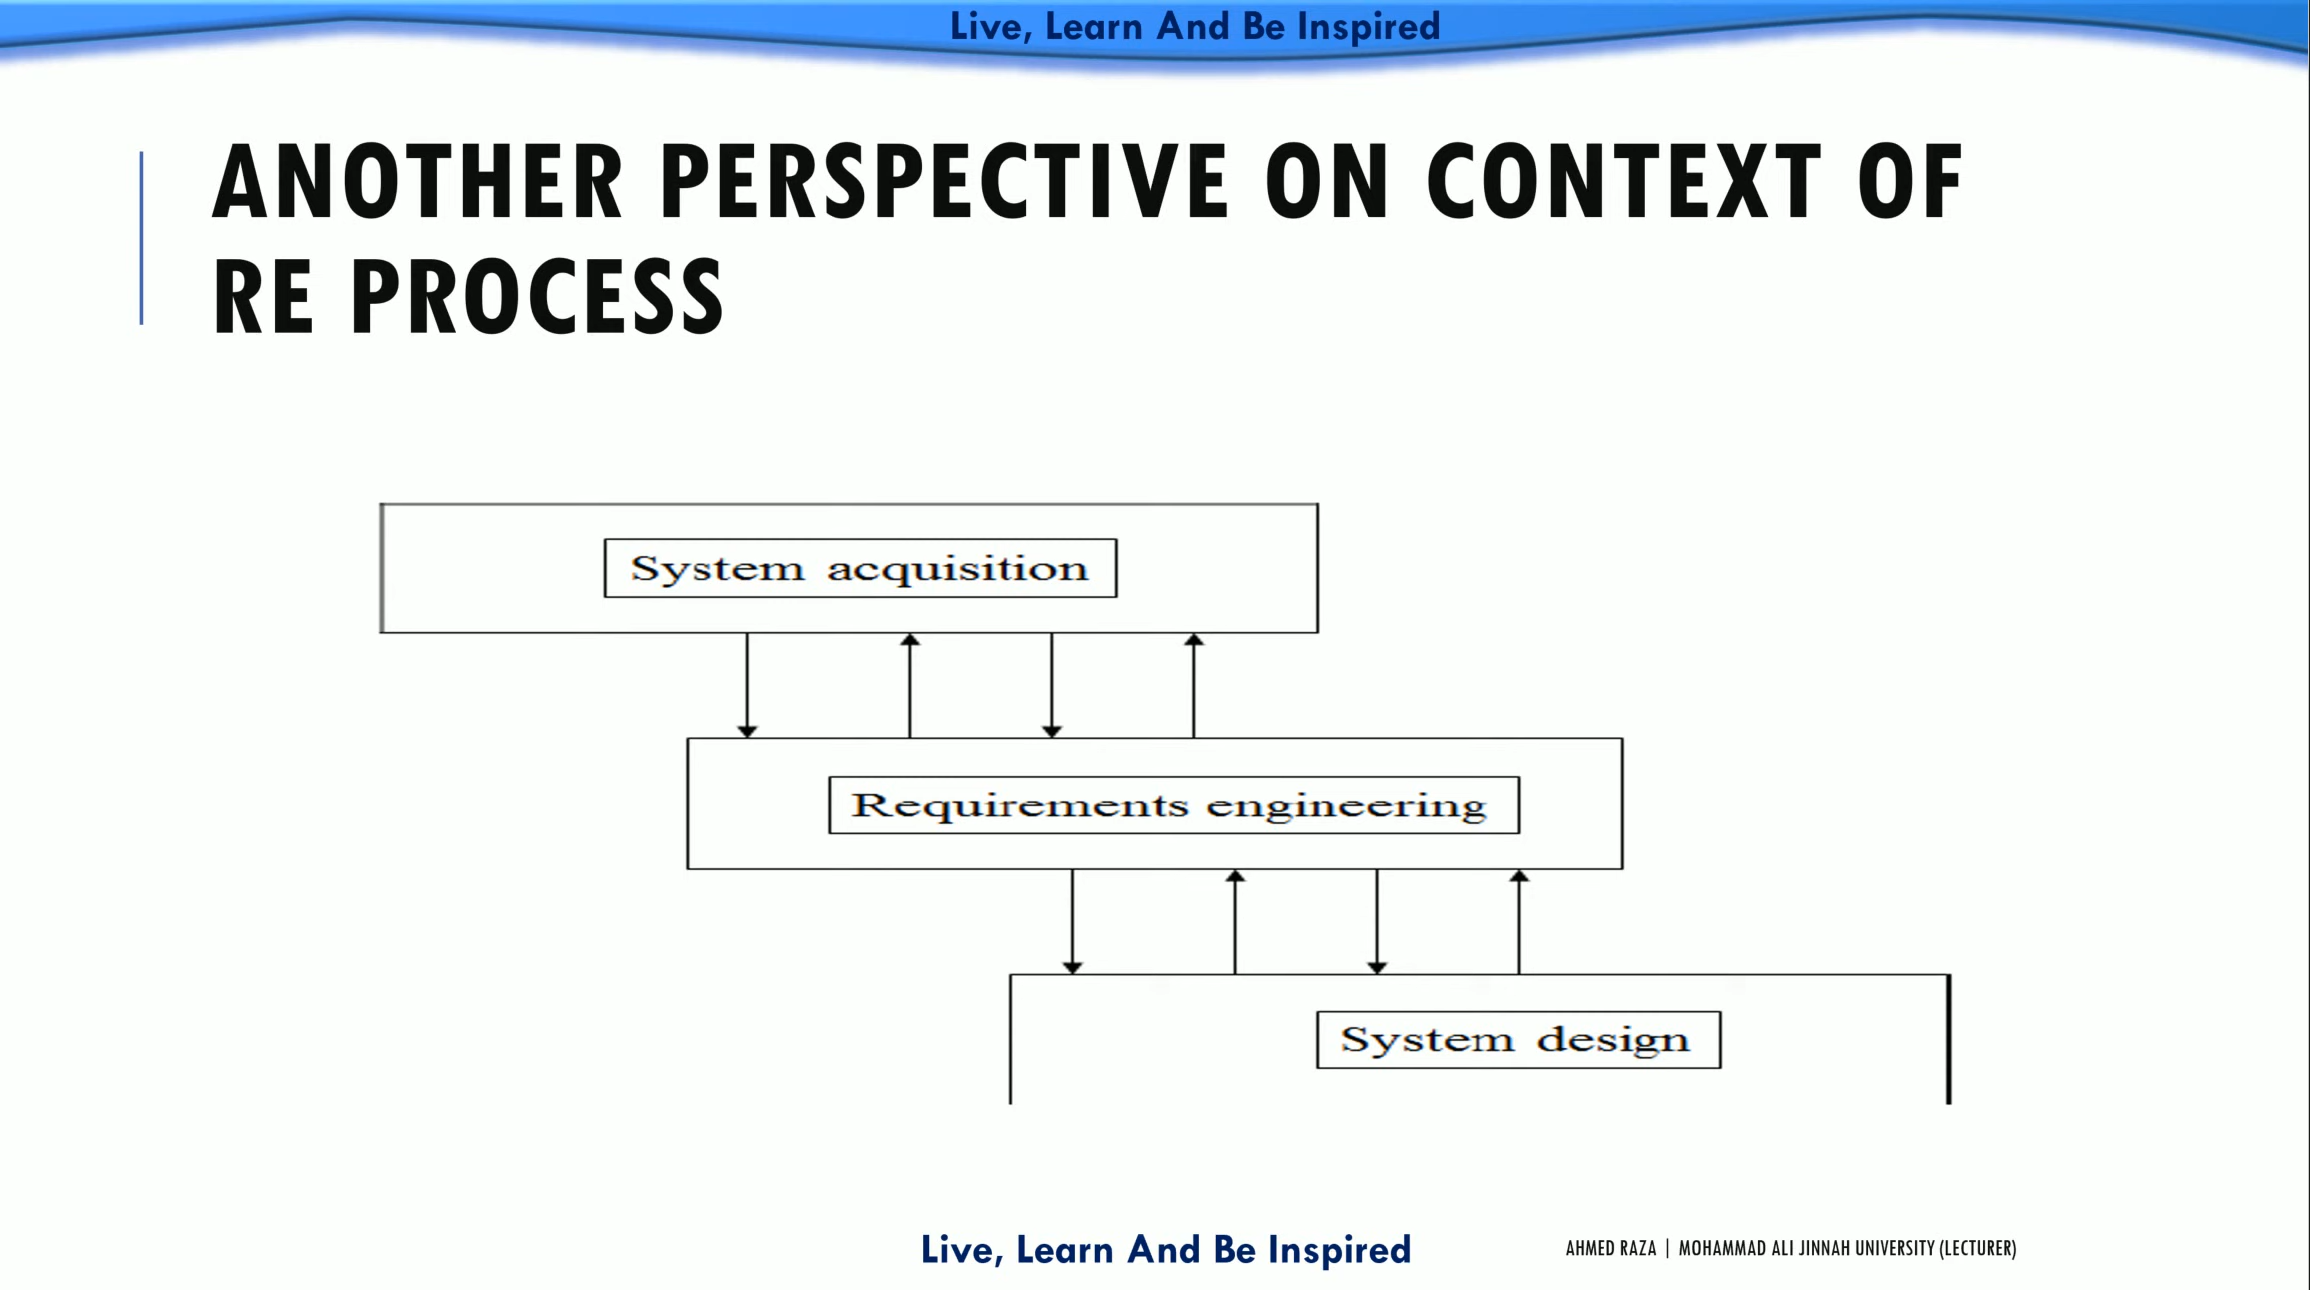 Live, Learn And Be Inspired
ANOTHER PERSPECTIVE ON CONTEXT OF
RE PROCESS
System acquisition
Requirements engineering
System design
Live, Learn And Be Inspired
AHMED RAZA | MOHAMMAD ALI JINNAH UNIVERSITY (LECTURER)